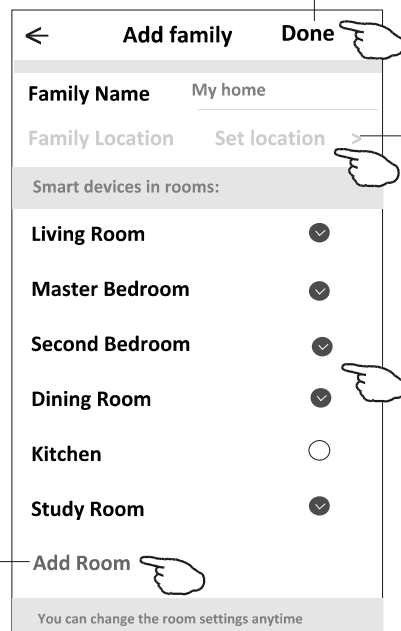 Add family Done
Family Name My home
Family Location Set location >
Smart devices in rooms:
Living Room
Master Bedroom
Second Bedroom
Dining Room
Kitchen
Study Room
Add Room
You can change the room settings anytime